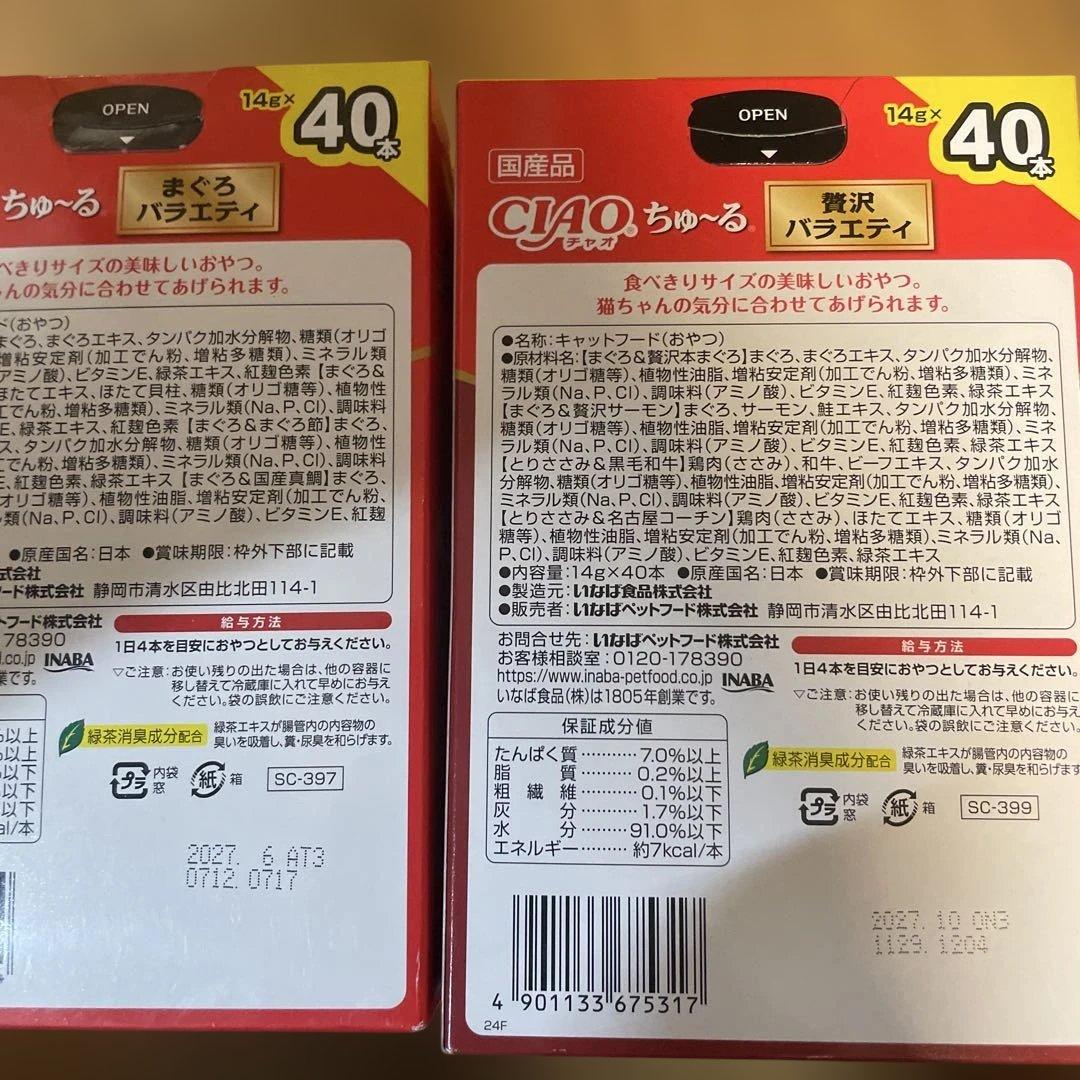 OPEN
14g×40本
ちゅ～る
まぐろ
バラエティ
べきりサイズの美味しいおやつ。
ゃんの気分に合わせてあげられます。
ド(おやつ)
まぐろ、まぐろエキス、タンパク加水分解物、糖類(オリゴ
増粘安定剤(加工でん粉、増粘多糖類)、ミネラル類
(アミノ酸)、ビタミンE、緑茶エキス、紅麹色素【まぐろ&
ほたてエキス、ほたて貝柱、糖類(オリゴ糖等)、植物性
工でん粉、増粘多糖類)、ミネラル類(Na、P、Cl)、調味料
E、緑茶エキス、紅麹色素【まぐろ&まぐろ節】まぐろ、
ス、タンパク加水分解物、糖類(オリゴ糖等)、植物性
工でん粉、増粘多糖類)、ミネラル類(Na、P、Cl)、調味料
E、紅麹色素、緑茶エキス【まぐろ&国産真鯛】まぐろ、
オリゴ糖等)、植物性油脂、増粘安定剤(加工でん粉、
ル類(Na、P、Cl)、調味料(アミノ酸)、ビタミンE、紅麹
●原産国名:日本 ●賞味期限:枠外下部に記載
式会社
フード株式会社 静岡市清水区由比北田114-1
トフード株式会社
178390
d.co.jp INABA
業です。
給与方法
1日4本を目安におやつとしてお与えください。
▽ご注意:お使い残りの出た場合は、他の容器に
移し替えて冷蔵庫に入れて早めにお与え
ください。袋の誤飲にご注意ください。
緑茶消臭成分配合
緑茶エキスが腸管内の内容物の
臭いを吸着し、糞・尿臭を和らげます。
%以上
%以上
%以下
%以下
以下
al/本
プラ 内袋 窓 紙 箱 SC-397
2027. 6 AT3
0712. 0717
OPEN
14g×40本
国産品
CIAO チャオ ちゅ～る
贅沢
バラエティ
食べきりサイズの美味しいおやつ。
猫ちゃんの気分に合わせてあげられます。
●名称:キャットフード(おやつ)
●原材料名:【まぐろ&贅沢本まぐろ】まぐろ、まぐろエキス、タンパク加水分解物、
糖類(オリゴ糖等)、植物性油脂、増粘安定剤(加工でん粉、増粘多糖類)、ミネ
ラル類(Na、P、Cl)、調味料(アミノ酸)、ビタミンE、紅麹色素、緑茶エキス
【まぐろ&贅沢サーモン】まぐろ、サーモン、鮭エキス、タンパク加水分解物、
糖類(オリゴ糖等)、植物性油脂、増粘安定剤(加工でん粉、増粘多糖類)、ミネ
ラル類(Na、P、Cl)、調味料(アミノ酸)、ビタミンE、紅麹色素、緑茶エキス
【とりささみ&黒毛和牛】鶏肉(ささみ)、和牛、ビーフエキス、タンパク加水
分解物、糖類(オリゴ糖等)、植物性油脂、増粘安定剤(加工でん粉、増粘多糖類)、
ミネラル類(Na、P、Cl)、調味料(アミノ酸)、ビタミンE、紅麹色素、緑茶エキス
【とりささみ&名古屋コーチン】鶏肉(ささみ)、ほたてエキス、糖類(オリゴ
糖等)、植物性油脂、増粘安定剤(加工でん粉、増粘多糖類)、ミネラル類(Na、
P、Cl)、調味料(アミノ酸)、ビタミンE、紅麹色素、緑茶エキス
●内容量:14g×40本 ●原産国名:日本 ●賞味期限:枠外下部に記載
●製造元:いなば食品株式会社
●販売者:いなばペットフード株式会社 静岡市清水区由比北田114-1
お問合せ先:いなばペットフード株式会社
お客様相談室:0120-178390
https://www.inaba-petfood.co.jp INABA
いなば食品(株)は1805年創業です。
給与方法
1日4本を目安におやつとしてお与えください。
▽ご注意:お使い残りの出た場合は、他の容器に
移し替えて冷蔵庫に入れて早めにお与え
ください。袋の誤飲にご注意ください。
保証成分値
たんぱく質………7.0%以上
脂質………0.2%以上
粗繊維………0.1%以下
灰分………1.7%以下
水分………91.0%以下
エネルギー………約7kcal/本
緑茶消臭成分配合
緑茶エキスが腸管内の内容物の
臭いを吸着し、糞・尿臭を和らげます
プラ 内袋 窓 紙 箱 SC-399
2027. 10 ON3
1129. 1204
4 901133 675317
24F